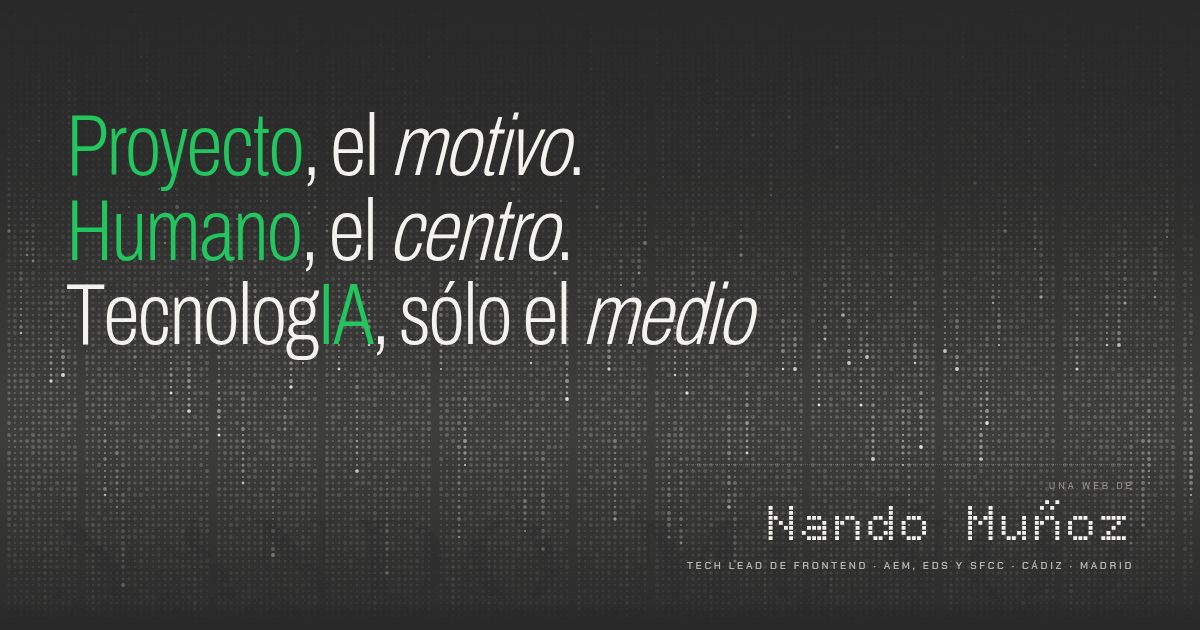 Proyecto, el motivo.
Humano, el centro.
TecnologIA, sólo el medio
UNA WEB DE
Nando Muñoz
TECH LEAD DE FRONTEND · AEM, EDS Y SFCC · CÁDIZ · MADRID